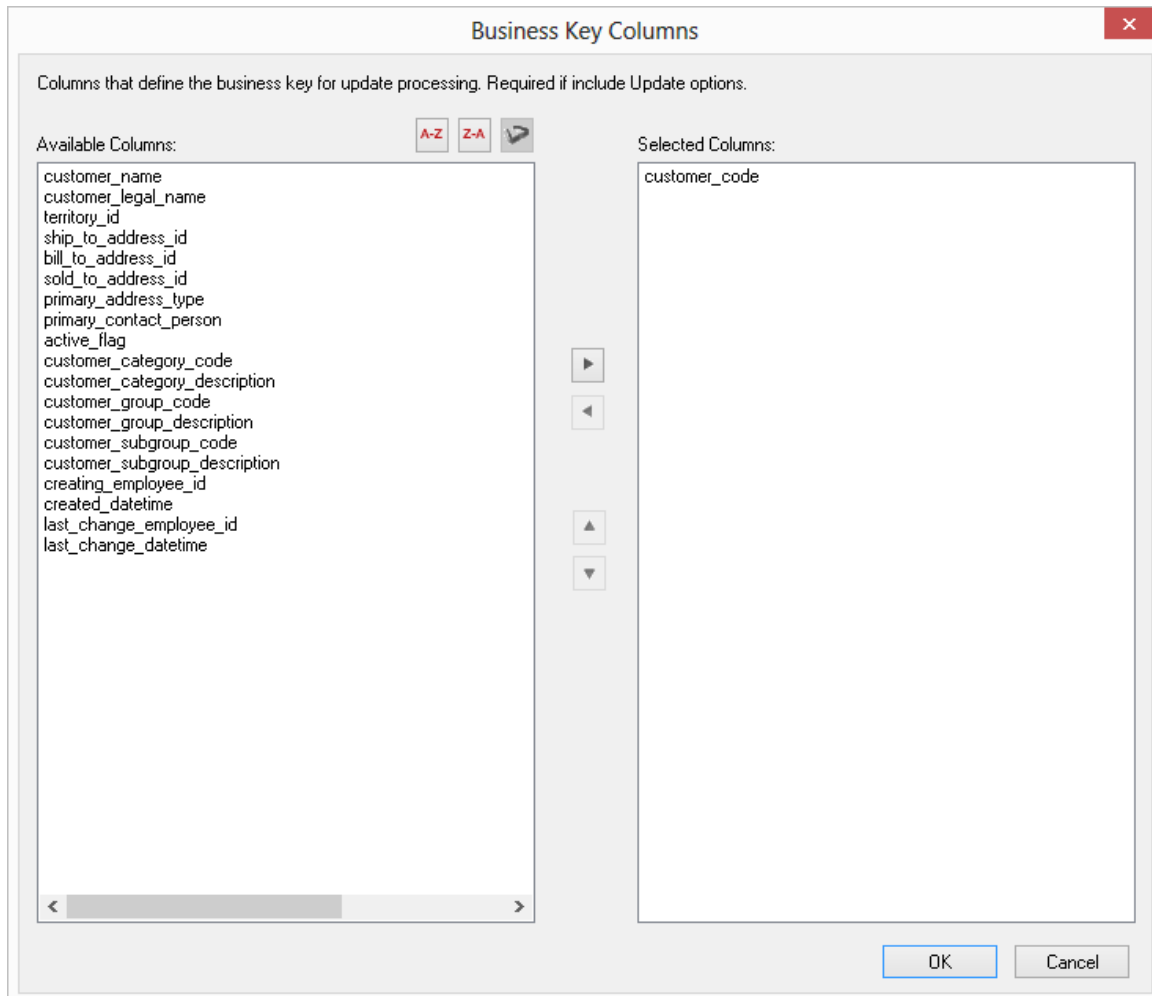 Business Key Columns
Columns that define the business key for update processing. Required if include Update options.
Available Columns:
A-Z
Z-A
customer_name
customer_legal_name
territory_id
ship_to_address_id
bill_to_address_id
sold_to_address_id
primary_address_type
primary_contact_person
active_flag
customer_category_code
customer_category_description
customer_group_code
customer_group_description
customer_subgroup_code
customer_subgroup_description
creating_employee_id
created_datetime
last_change_employee_id
last_change_datetime
Selected Columns:
customer_code
OK
Cancel